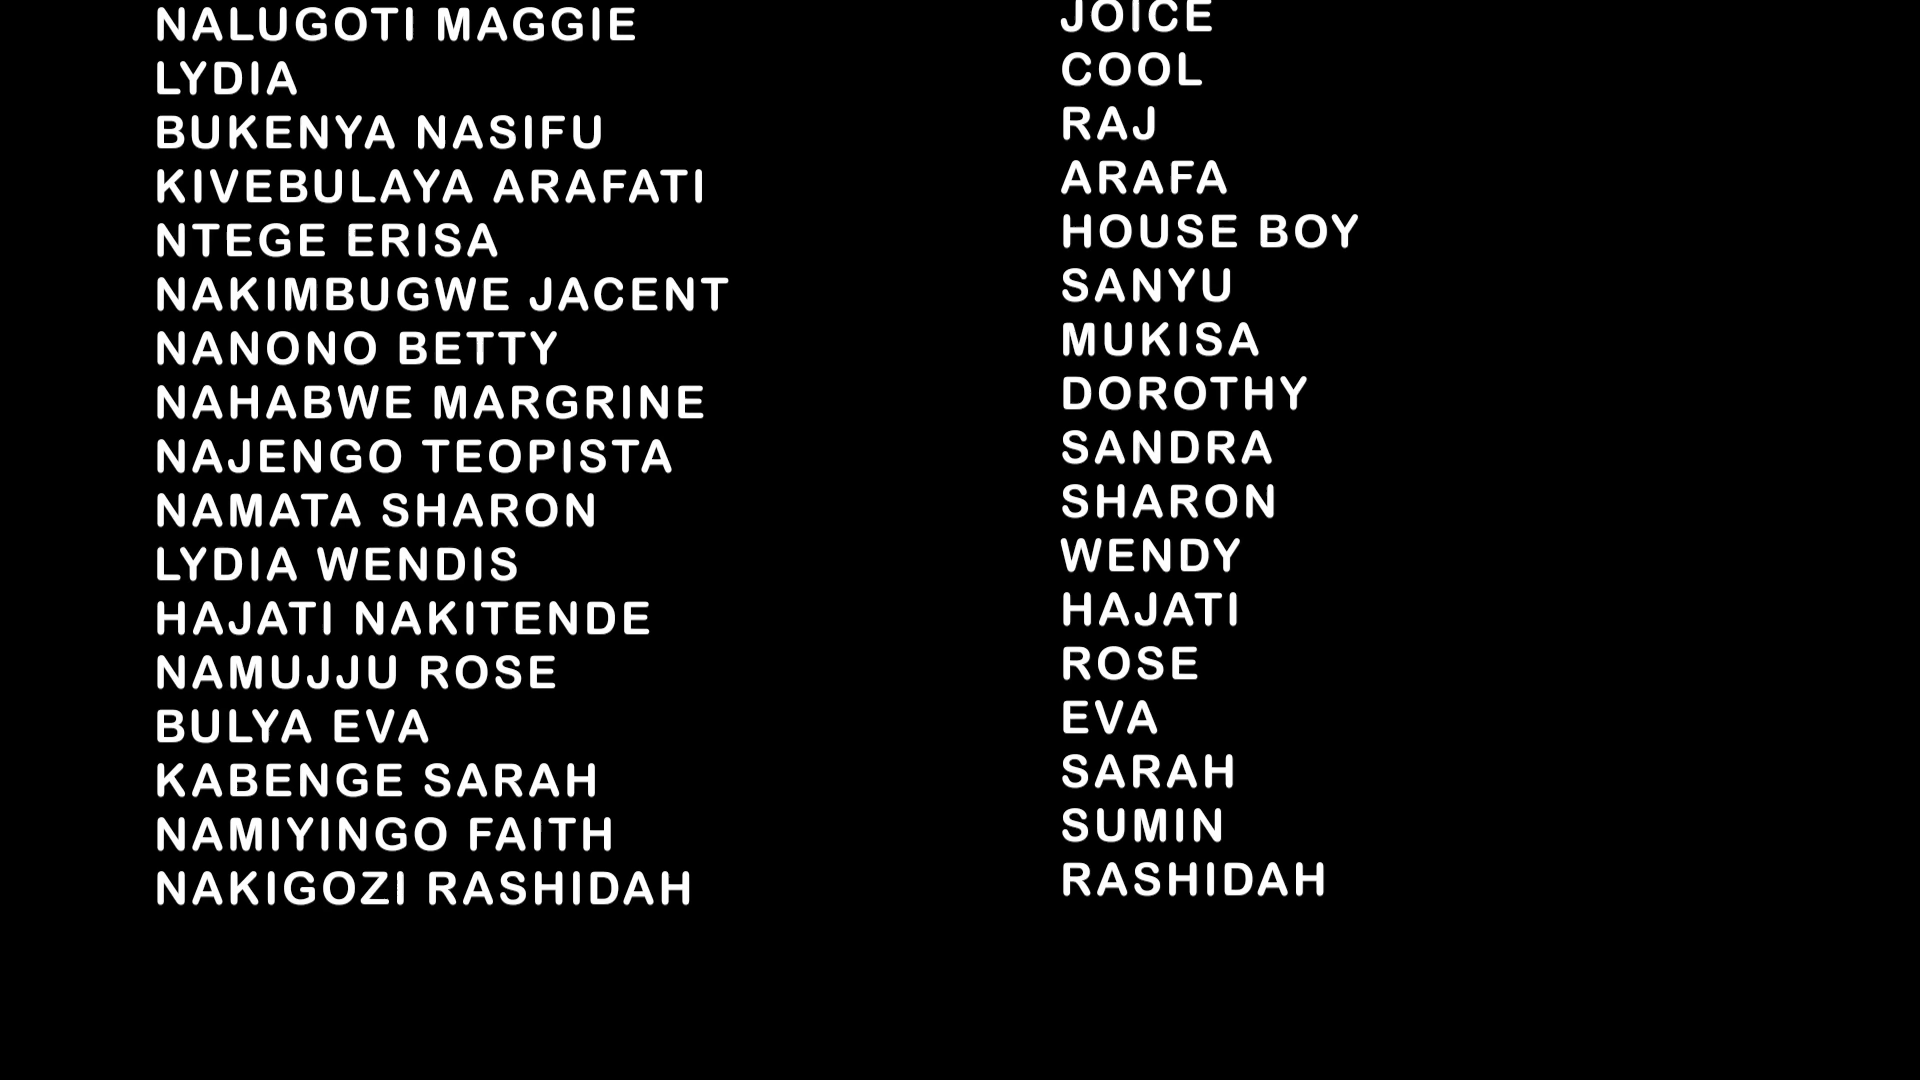 NALUGOTI MAGGIE JOICE
LYDIA COOL
BUKENYA NASIFU RAJ
KIVEBULAYA ARAFATI ARAFA
NTEGE ERISA HOUSE BOY
NAKIMBUGWE JACENT SANYU
NANONO BETTY MUKISA
NAHABWE MARGRINE DOROTHY
NAJENGO TEOPISTA SANDRA
NAMATA SHARON SHARON
LYDIA WENDIS WENDY
HAJATI NAKITENDE HAJATI
NAMUJJU ROSE ROSE
BULYA EVA EVA
KABENGE SARAH SARAH
NAMIYINGO FAITH SUMIN
NAKIGOZI RASHIDAH RASHIDAH